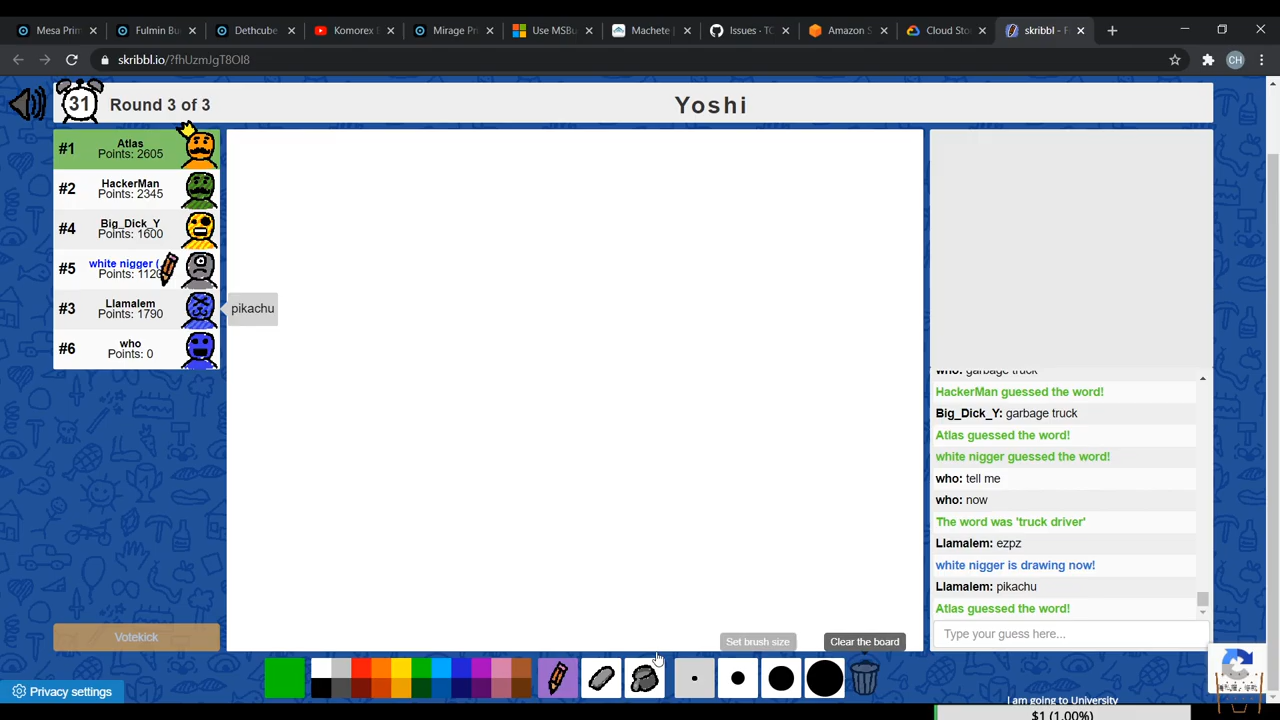 Mesa Prim
Fulmin Bu
Dethcube
Komorex
Mirage Pr
Use MSBu
Machete
Issues · TC
Amazon S
Cloud Sto
skribbl - F
skribbl.io/?fhUzmJgT8OI8
CH
31
Round 3 of 3
Yoshi
#1
Atlas
Points: 2605
#2
HackerMan
Points: 2345
#4
Big_Dick_Y
Points: 1600
#5
white nigger (
Points: 1120
#3
Llamalem
Points: 1790
pikachu
#6
who
Points: 0
who: garbage truck
HackerMan guessed the word!
Big_Dick_Y: garbage truck
Atlas guessed the word!
white nigger guessed the word!
who: tell me
who: now
The word was 'truck driver'
Llamalem: ezpz
white nigger is drawing now!
Llamalem: pikachu
Atlas guessed the word!
Type your guess here...
Votekick
Set brush size
Clear the board
Privacy settings
I am going to University
$1 (1.00%)